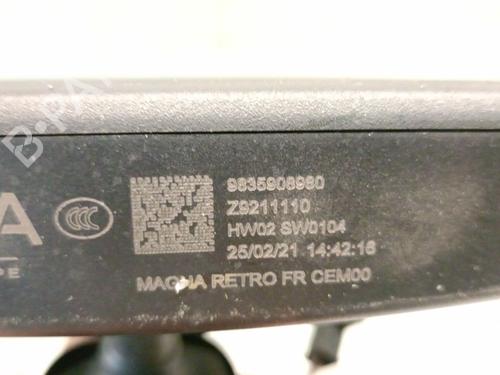 9835908980
Z9211110
HW02 SW0104
25/02/21 14:42:16
MAGNA RETRO FR CEM00